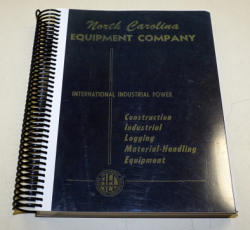 North Carolina
EQUIPMENT COMPANY
INTERNATIONAL INDUSTRIAL POWER
Construction
Industrial
Logging
Material-Handling
Equipment